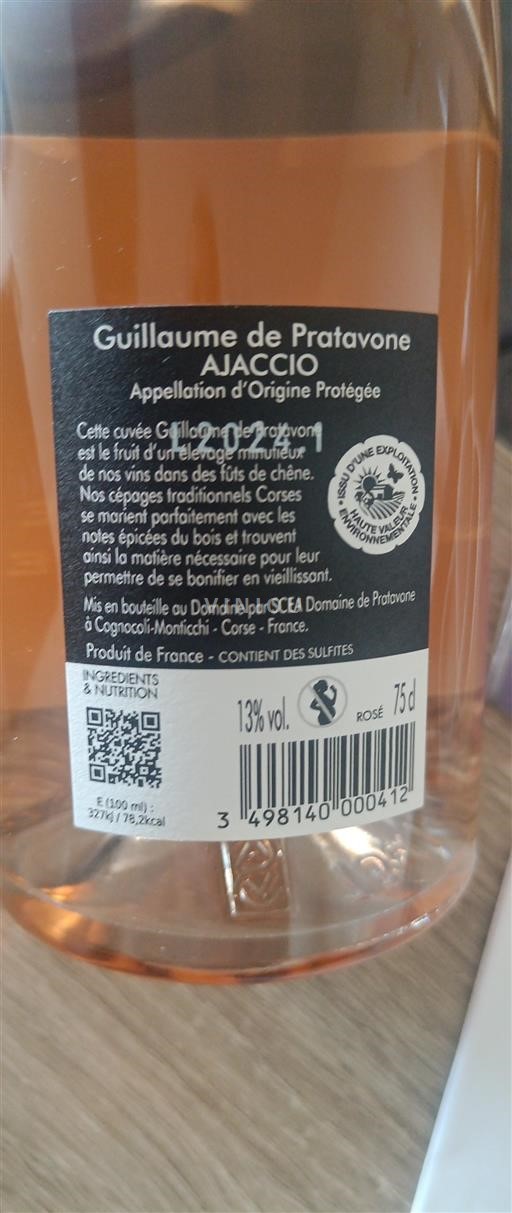 Guillaume de Pratavone
AJACCIO
Appellation d'Origine Protégée
Cette cuvée Guillaume de Pratavone
L2024 1
est le fruit d'un élevage minutieux
de nos vins dans des fûts de chêne.
Nos cépages traditionnels Corses
se marient parfaitement avec les
notes épicées du bois et trouvent
ainsi la matière nécessaire pour leur
permettre de se bonifier en vieillissant.
ISSU D'UNE EXPLOITATION
HAUTE VALEUR
ENVIRONNEMENTALE
Mis en bouteille au Domaine par SCEA Domaine de Pratavone
à Cognocoli-Monticchi - Corse - France.
Produit de France - CONTIENT DES SULFITES
INGREDIENTS
& NUTRITION
13% vol.
ROSÉ 75 cl
E (100 ml) :
327kj / 78,2kcal
3 498140 000412